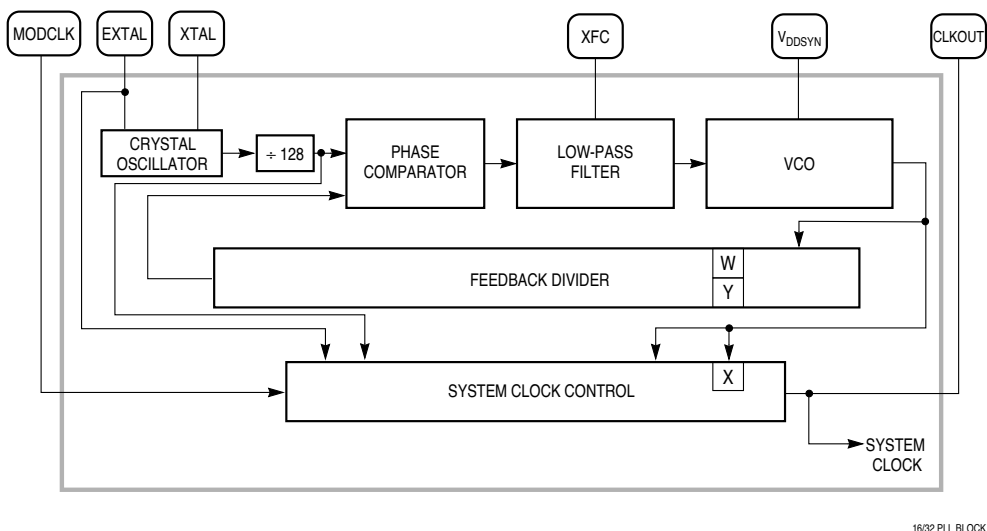 MODCLK
EXTAL
XTAL
XFC
VDDSYN
CLKOUT
CRYSTAL
OSCILLATOR
÷ 128
PHASE
COMPARATOR
LOW-PASS
FILTER
VCO
FEEDBACK DIVIDER
W
Y
SYSTEM CLOCK CONTROL
X
SYSTEM
CLOCK
16/32 PLL BLOCK